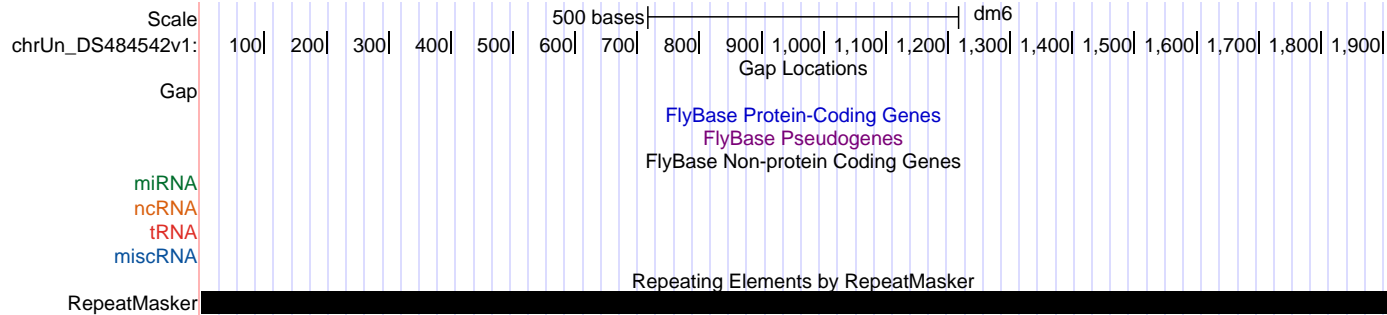 Scale 500 bases dm6
chrUn_DS484542v1: 100 200 300 400 500 600 700 800 900 1,000 1,100 1,200 1,300 1,400 1,500 1,600 1,700 1,800 1,900
Gap Locations
Gap
FlyBase Protein-Coding Genes
FlyBase Pseudogenes
FlyBase Non-protein Coding Genes
miRNA
ncRNA
tRNA
miscRNA
Repeating Elements by RepeatMasker
RepeatMasker